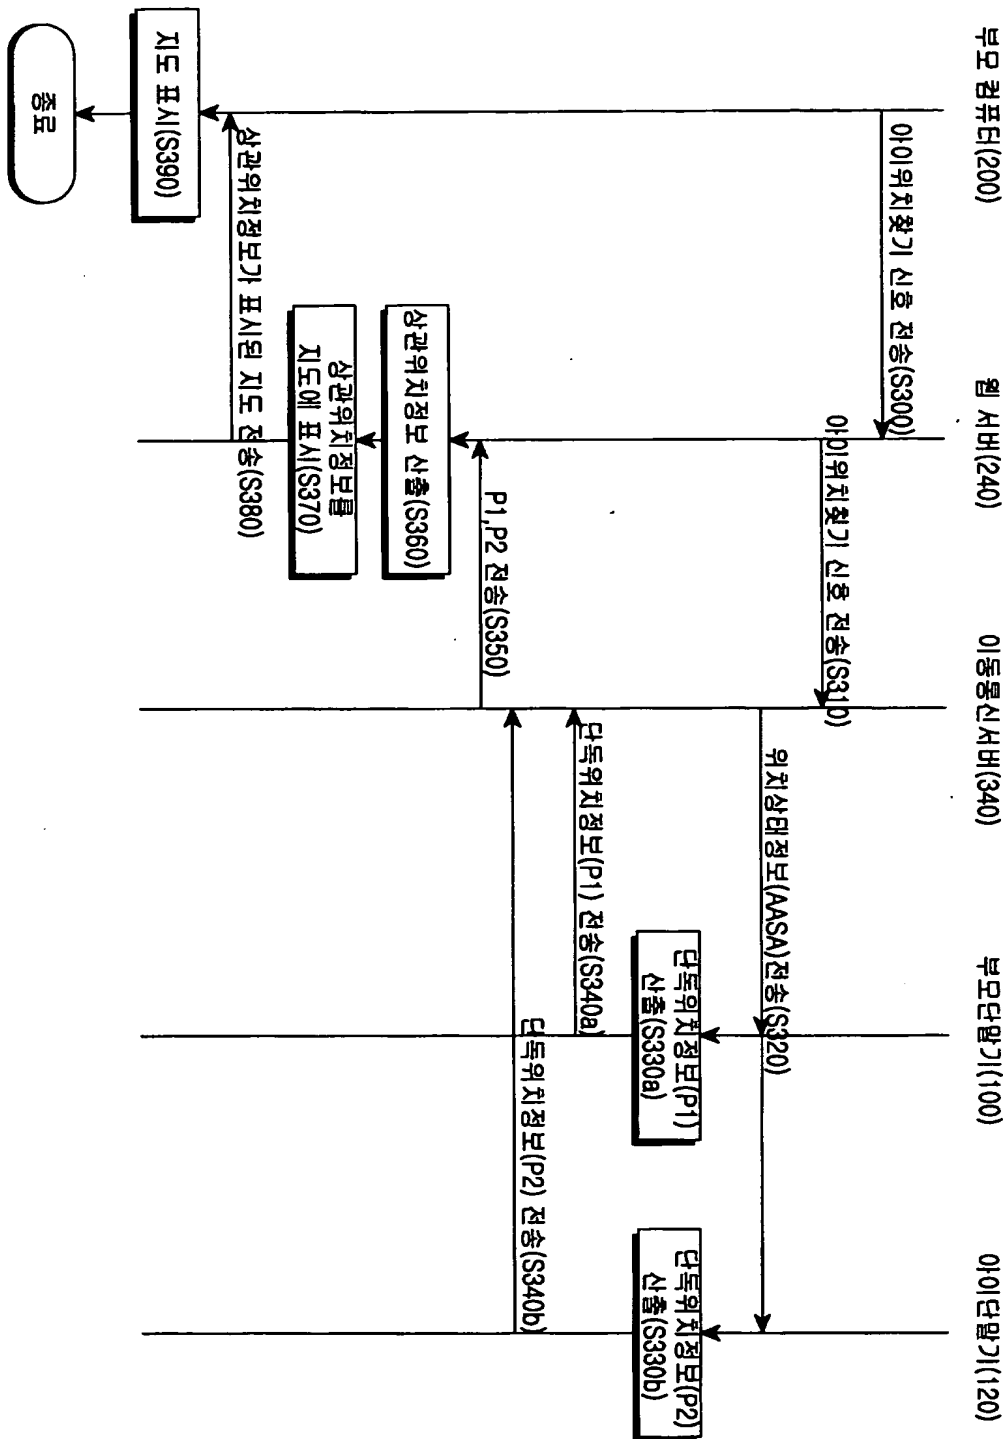 부모 컴퓨터(200)
웹 서버(240)
이동통신서버(340)
부모단말기(100)
아이단말기(120)
아이위치찾기 신호 전송(S300)
아이위치찾기 신호 전송(S310)
위치상태정보(AASA)전송(S320)
단독위치정보(P1)
산출(S330a)
단독위치정보(P2)
산출(S330b)
단독위치정보(P1) 전송(S340a)
단독위치정보(P2) 전송(S340b)
P1,P2 전송(S350)
상관위치정보 산출(S360)
상관위치정보를
지도에 표시(S370)
상관위치정보가 표시된 지도 전송(S380)
지도 표시(S390)
종료